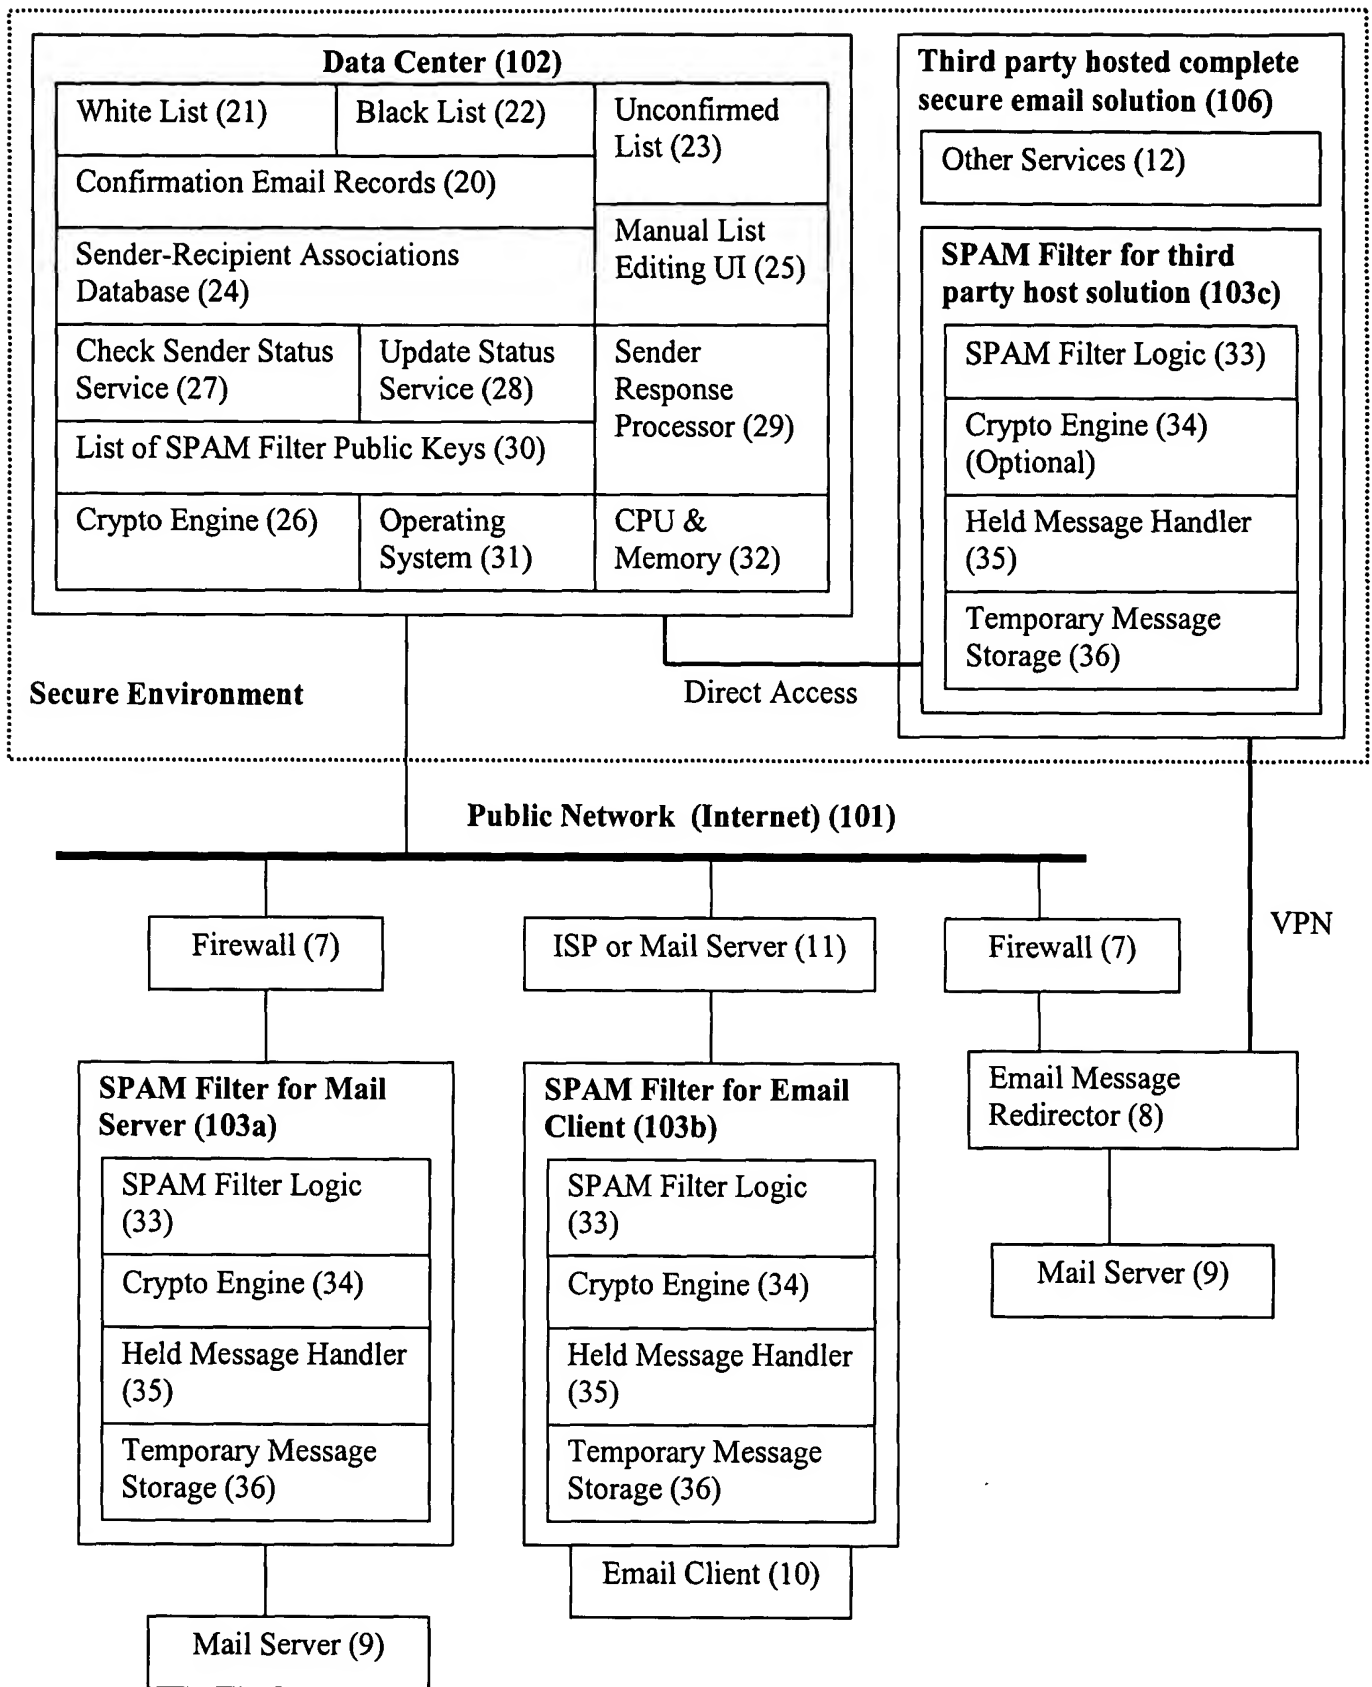 Data Center (102)
White List (21)
Black List (22)
Unconfirmed
List (23)
Confirmation Email Records (20)
Sender-Recipient Associations
Database (24)
Manual List
Editing UI (25)
Check Sender Status
Service (27)
Update Status
Service (28)
Sender
Response
Processor (29)
List of SPAM Filter Public Keys (30)
Crypto Engine (26)
Operating
System (31)
CPU &
Memory (32)
Third party hosted complete
secure email solution (106)
Other Services (12)
SPAM Filter for third
party host solution (103c)
SPAM Filter Logic (33)
Crypto Engine (34)
(Optional)
Held Message Handler
(35)
Temporary Message
Storage (36)
Secure Environment
Direct Access
Public Network (Internet) (101)
VPN
Firewall (7)
ISP or Mail Server (11)
Firewall (7)
SPAM Filter for Mail
Server (103a)
SPAM Filter Logic
(33)
Crypto Engine (34)
Held Message Handler
(35)
Temporary Message
Storage (36)
Mail Server (9)
SPAM Filter for Email
Client (103b)
SPAM Filter Logic
(33)
Crypto Engine (34)
Held Message Handler
(35)
Temporary Message
Storage (36)
Email Client (10)
Email Message
Redirector (8)
Mail Server (9)